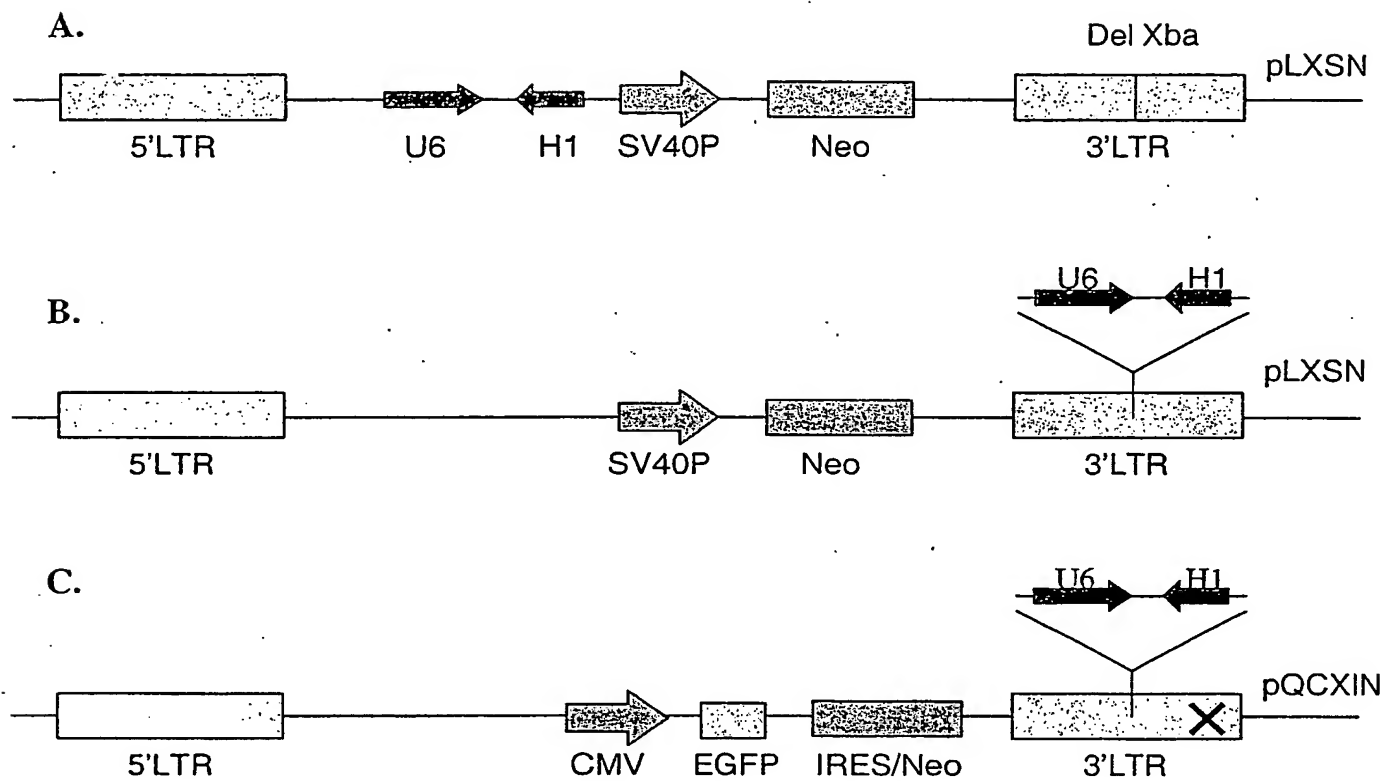 A.
Del Xba
pLXSN
5'LTR
U6
H1
SV40P
Neo
3'LTR
B.
U6
H1
pLXSN
5'LTR
SV40P
Neo
3'LTR
C.
U6
H1
pQCXIN
5'LTR
CMV
EGFP
IRES/Neo
3'LTR